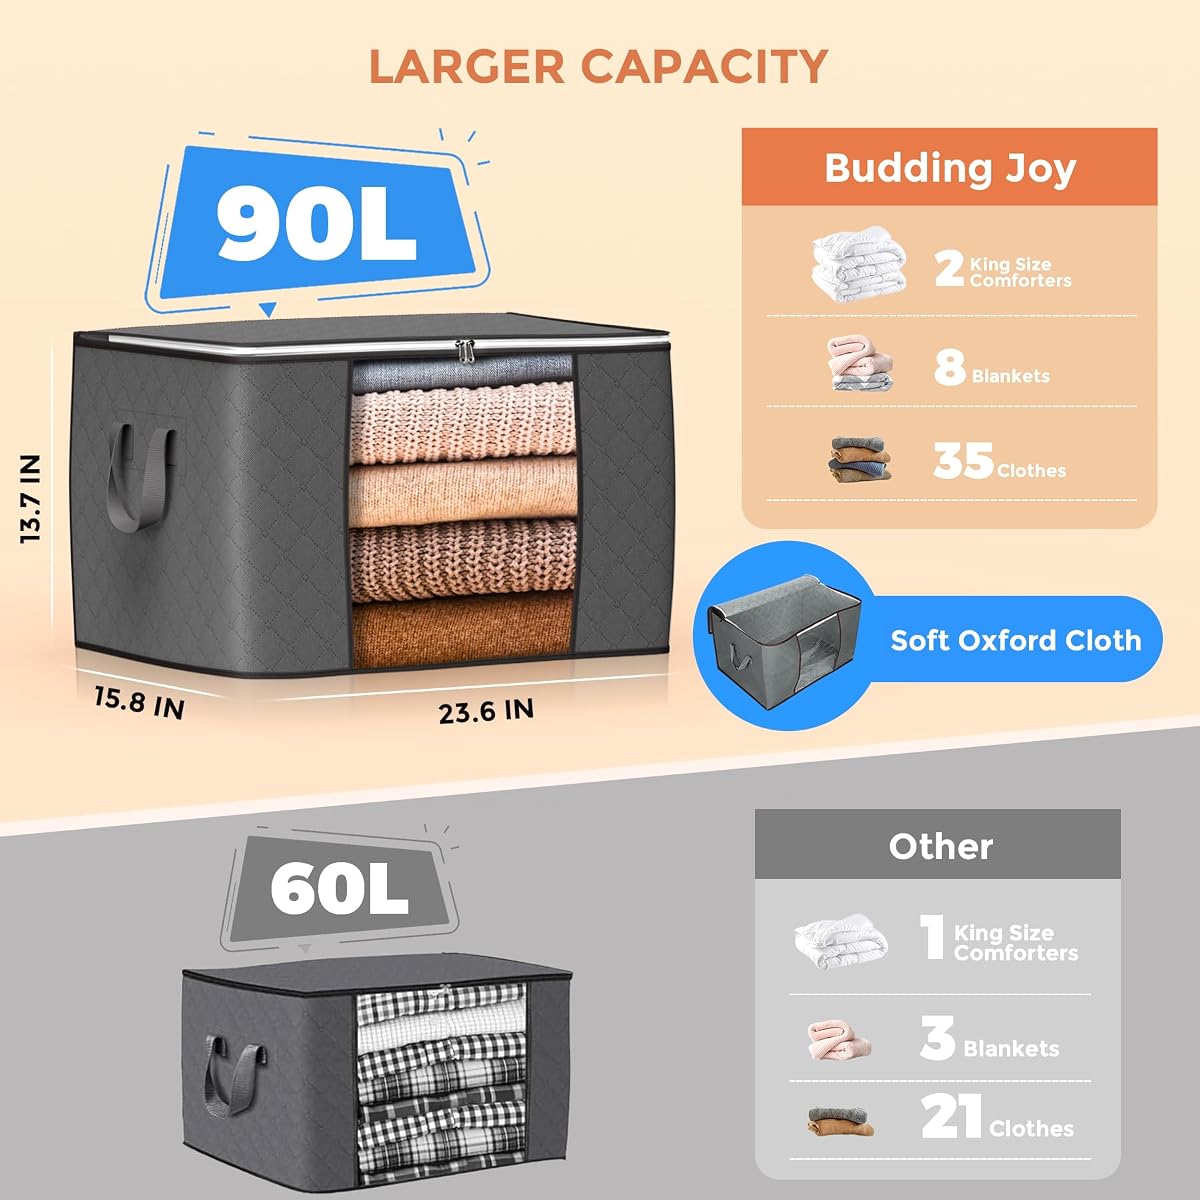 LARGER CAPACITY
90L
13.7 IN
15.8 IN
23.6 IN
Budding Joy
2 King Size
Comforters
8 Blankets
35 Clothes
Soft Oxford Cloth
60L
Other
1 King Size
Comforters
3 Blankets
21 Clothes